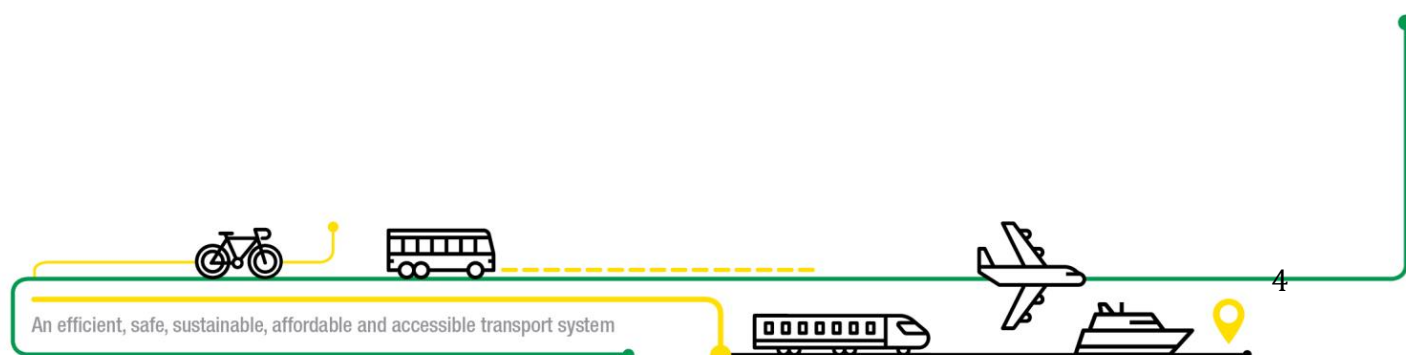 4
An efficient, safe, sustainable, affordable and accessible transport system